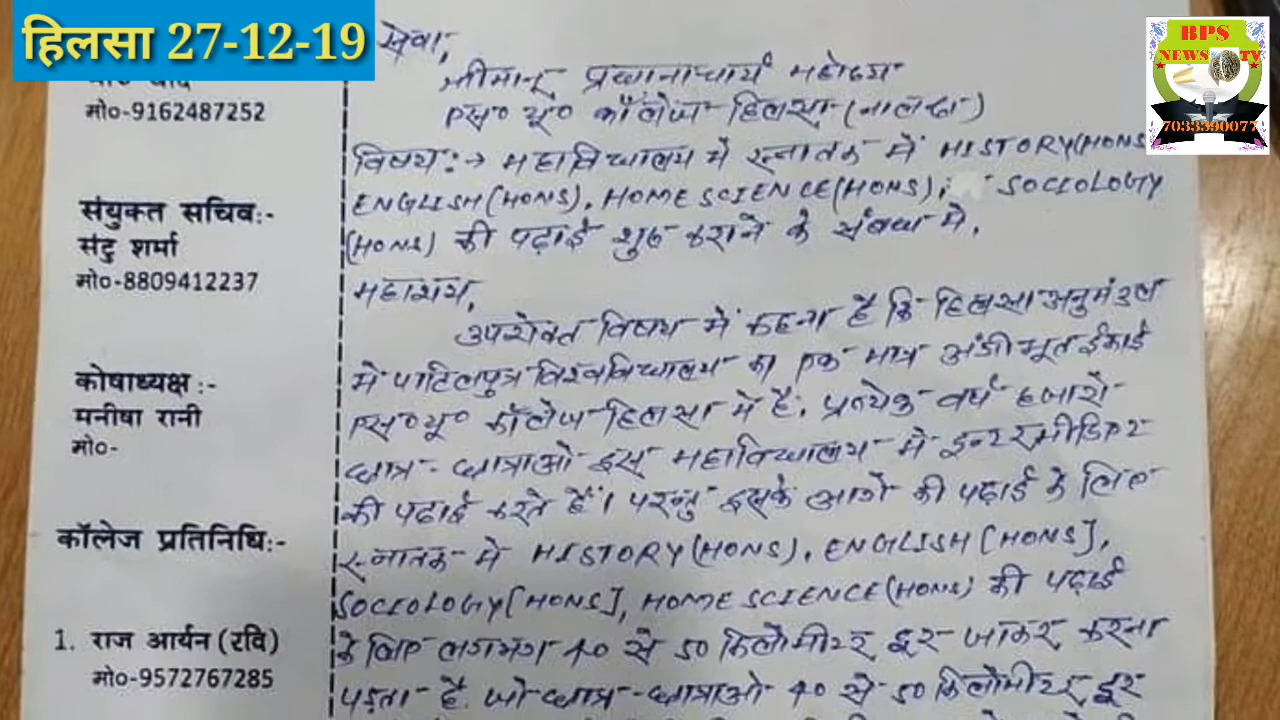 हिलसा 27-12-19
BPS
NEWS TV
7033390077
मो०-9162487252
संयुक्त सचिवः-
संटु शर्मा
मो०-8809412237
कोषाध्यक्ष :-
मनीषा रानी
मो०-
कॉलेज प्रतिनिधिः-
1. राज आर्यन (रवि)
मो०-9572767285
सेवा,
श्रीमान् प्रधानाचार्य महोदय
एस० यू० कॉलेज हिलसा (नालंदा)
विषय :→ महाविद्यालय में स्नातक में HISTORY(HONS
ENGLISH(HONS), HOME SCIENCE(HONS), SOCIOLOGY
(HONS) की पढ़ाई शुरु कराने के संबंध में.
महाशय,
उपरोक्त विषय में कहना है कि हिलसा अनुमंडल
में पाटलिपुत्र विश्वविद्यालय का एक मात्र अंगीभूत ईकाई
एस० यू० कॉलेज हिलसा में है. प्रत्येक वर्ष हजारो
छात्र - छात्राओ इस महाविद्यालय में इन्टरमीडिएट
की पढाई करते हैं। परन्तु इसके आगे की पढ़ाई के लिए
स्नातक में HISTORY(HONS), ENGLISH [HONS],
SOCIOLOGY[HONS], HOME SCIENCE(HONS) की पढ़ाई
के लिए लगभग 40 से 50 किलोमीटर दूर जाकर करना
पड़ता है. जो छात्र -छात्राओ 40 से 50 किलोमीटर दूर